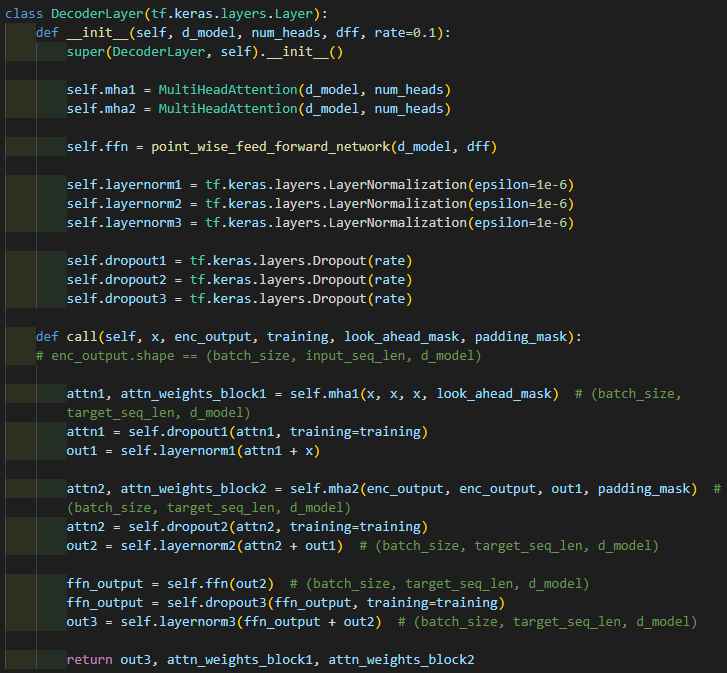 class DecoderLayer(tf.keras.layers.Layer):
    def __init__(self, d_model, num_heads, dff, rate=0.1):
        super(DecoderLayer, self).__init__()

        self.mha1 = MultiHeadAttention(d_model, num_heads)
        self.mha2 = MultiHeadAttention(d_model, num_heads)

        self.ffn = point_wise_feed_forward_network(d_model, dff)

        self.layernorm1 = tf.keras.layers.LayerNormalization(epsilon=1e-6)
        self.layernorm2 = tf.keras.layers.LayerNormalization(epsilon=1e-6)
        self.layernorm3 = tf.keras.layers.LayerNormalization(epsilon=1e-6)

        self.dropout1 = tf.keras.layers.Dropout(rate)
        self.dropout2 = tf.keras.layers.Dropout(rate)
        self.dropout3 = tf.keras.layers.Dropout(rate)

    def call(self, x, enc_output, training, look_ahead_mask, padding_mask):
    # enc_output.shape == (batch_size, input_seq_len, d_model)

        attn1, attn_weights_block1 = self.mha1(x, x, x, look_ahead_mask)  # (batch_size,
        target_seq_len, d_model)
        attn1 = self.dropout1(attn1, training=training)
        out1 = self.layernorm1(attn1 + x)

        attn2, attn_weights_block2 = self.mha2(enc_output, enc_output, out1, padding_mask)  #
        (batch_size, target_seq_len, d_model)
        attn2 = self.dropout2(attn2, training=training)
        out2 = self.layernorm2(attn2 + out1)  # (batch_size, target_seq_len, d_model)

        ffn_output = self.ffn(out2)  # (batch_size, target_seq_len, d_model)
        ffn_output = self.dropout3(ffn_output, training=training)
        out3 = self.layernorm3(ffn_output + out2)  # (batch_size, target_seq_len, d_model)

        return out3, attn_weights_block1, attn_weights_block2